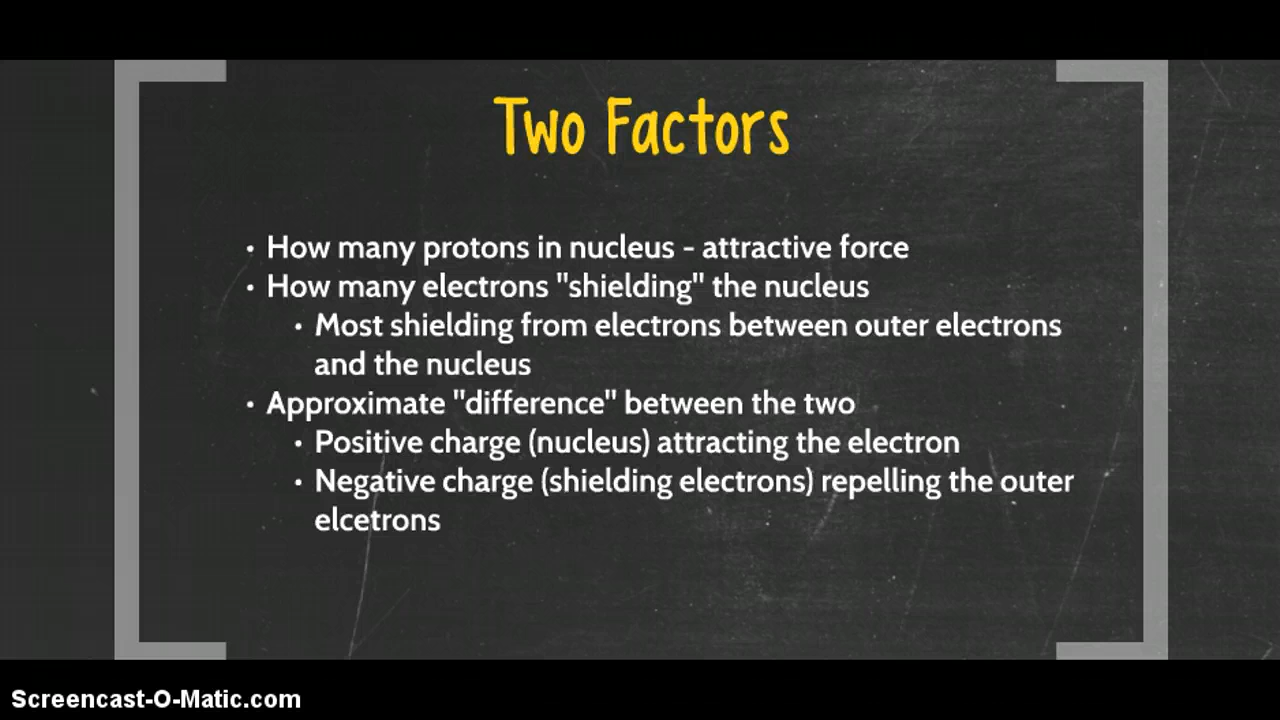 Two Factors
• How many protons in nucleus - attractive force
• How many electrons "shielding" the nucleus
• Most shielding from electrons between outer electrons
and the nucleus
• Approximate "difference" between the two
• Positive charge (nucleus) attracting the electron
• Negative charge (shielding electrons) repelling the outer
elcetrons
Screencast-O-Matic.com